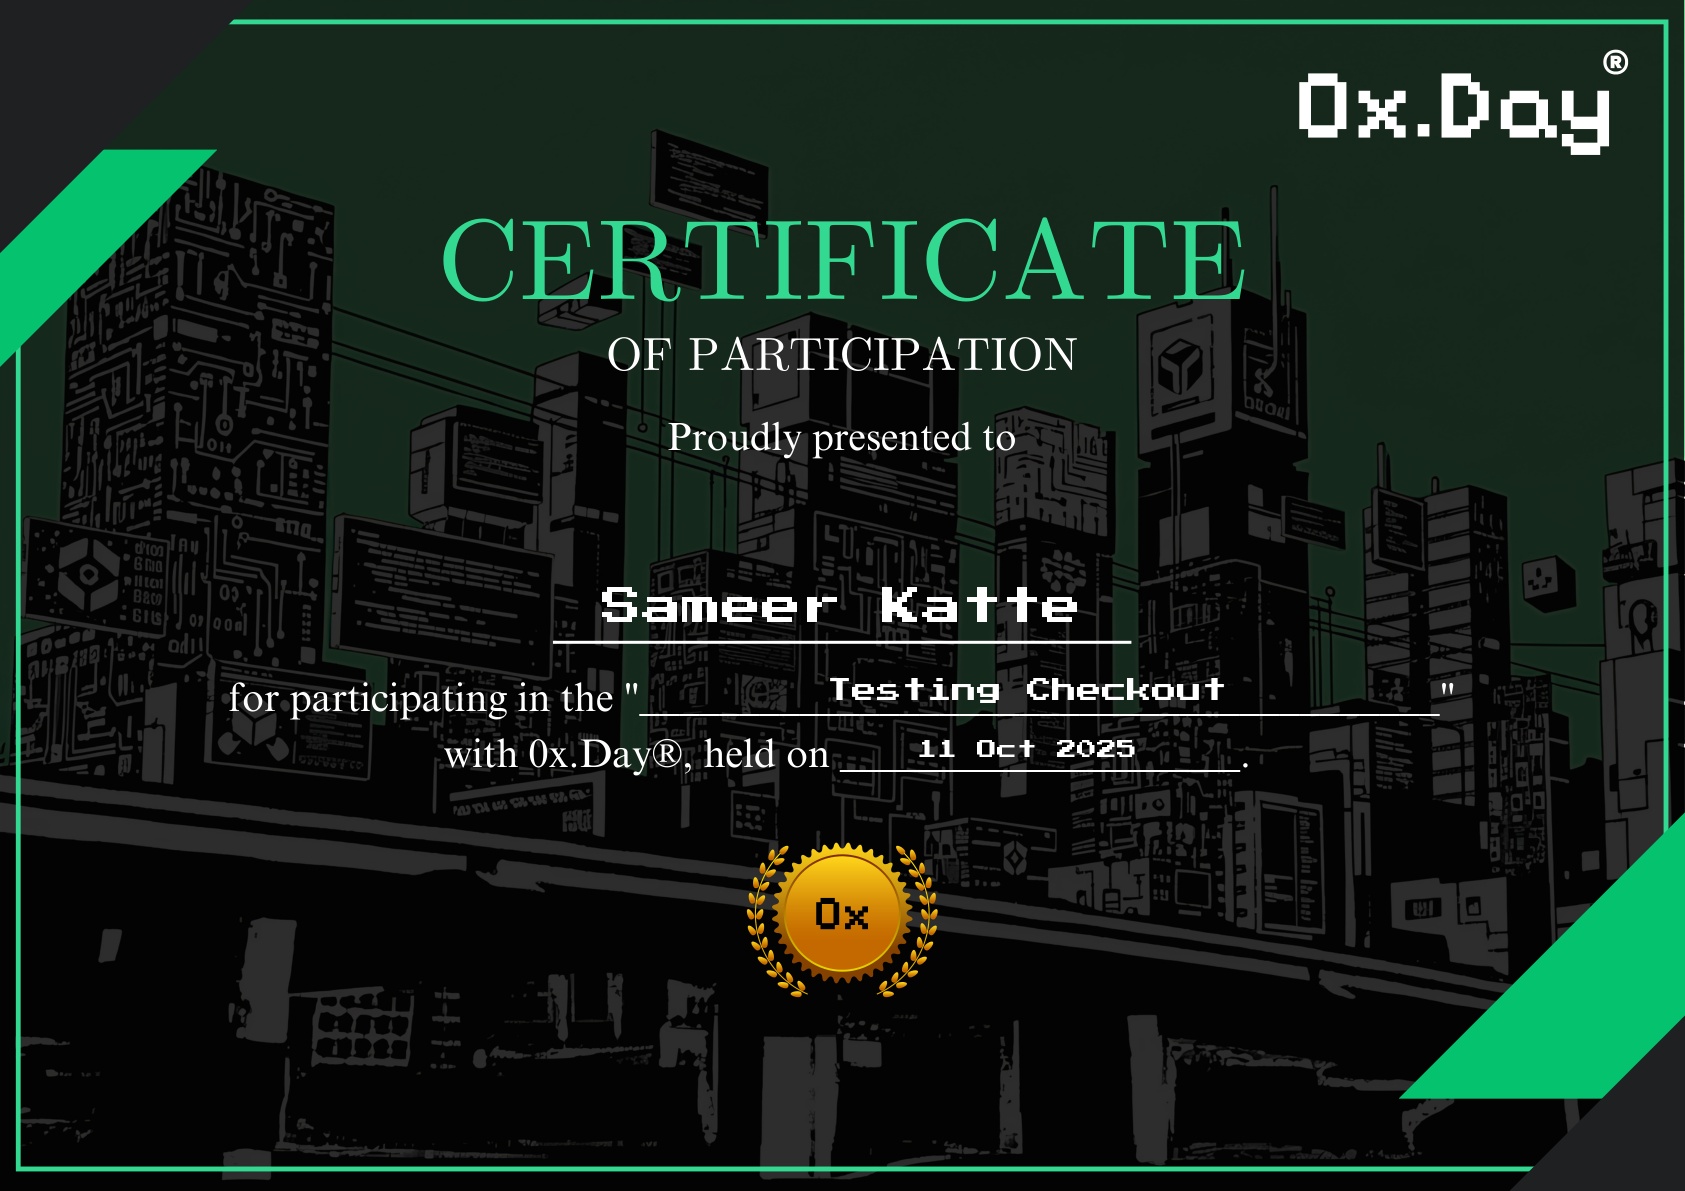 0x.Day®
CERTIFICATE
OF PARTICIPATION
Proudly presented to
Sameer Katte
for participating in the "Testing Checkout"
with 0x.Day®, held on 11 Oct 2025.
0x